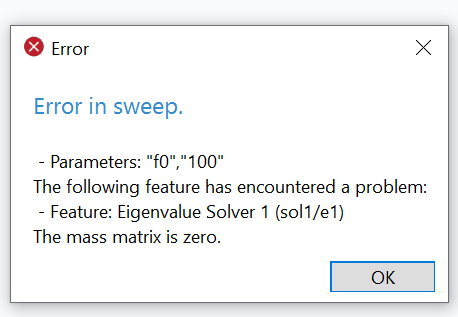 Error
Error in sweep.
- Parameters: "f0","100"
The following feature has encountered a problem:
- Feature: Eigenvalue Solver 1 (sol1/e1)
The mass matrix is zero.
OK